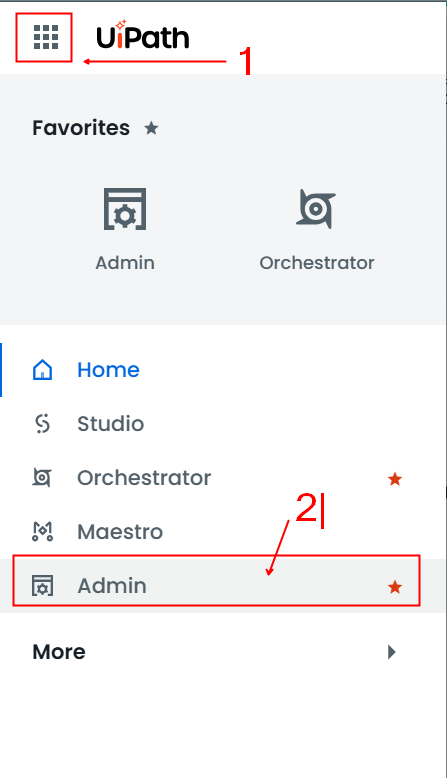 UiPath
1
Favorites
Admin
Orchestrator
Home
Studio
Orchestrator
2
Maestro
Admin
More